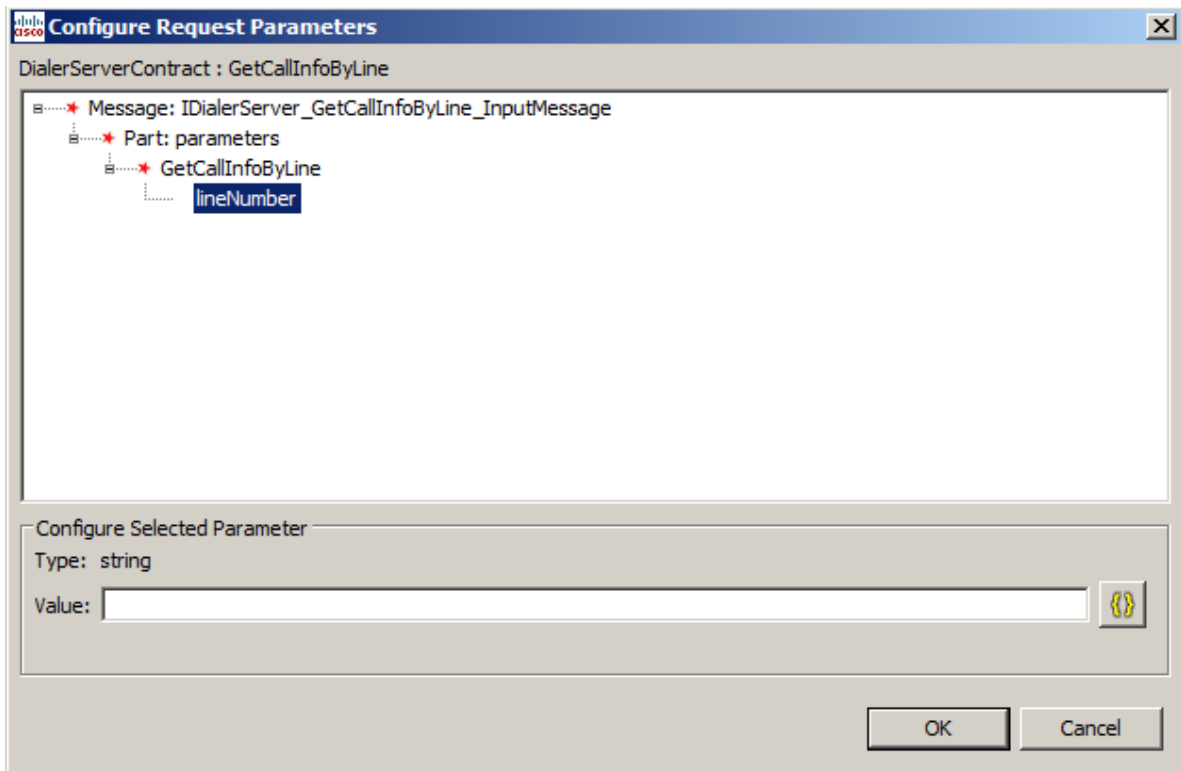 cisco Configure Request Parameters
DialerServerContract : GetCallInfoByLine
Message: IDialerServer_GetCallInfoByLine_InputMessage
Part: parameters
GetCallInfoByLine
lineNumber
Configure Selected Parameter
Type: string
Value:
{}
OK Cancel